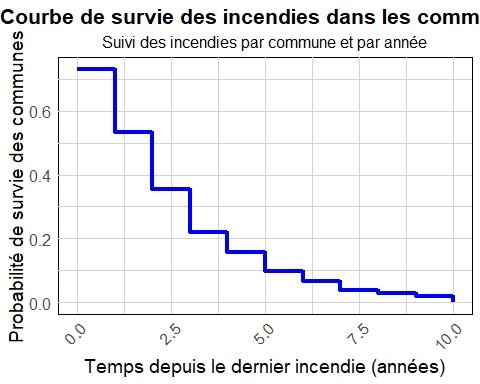 Courbe de survie des incendies dans les comm
Suivi des incendies par commune et par année
Probabilité de survie des communes
0.6
0.4
0.2
0.0
0.0
2.5
5.0
7.5
10.0
Temps depuis le dernier incendie (années)